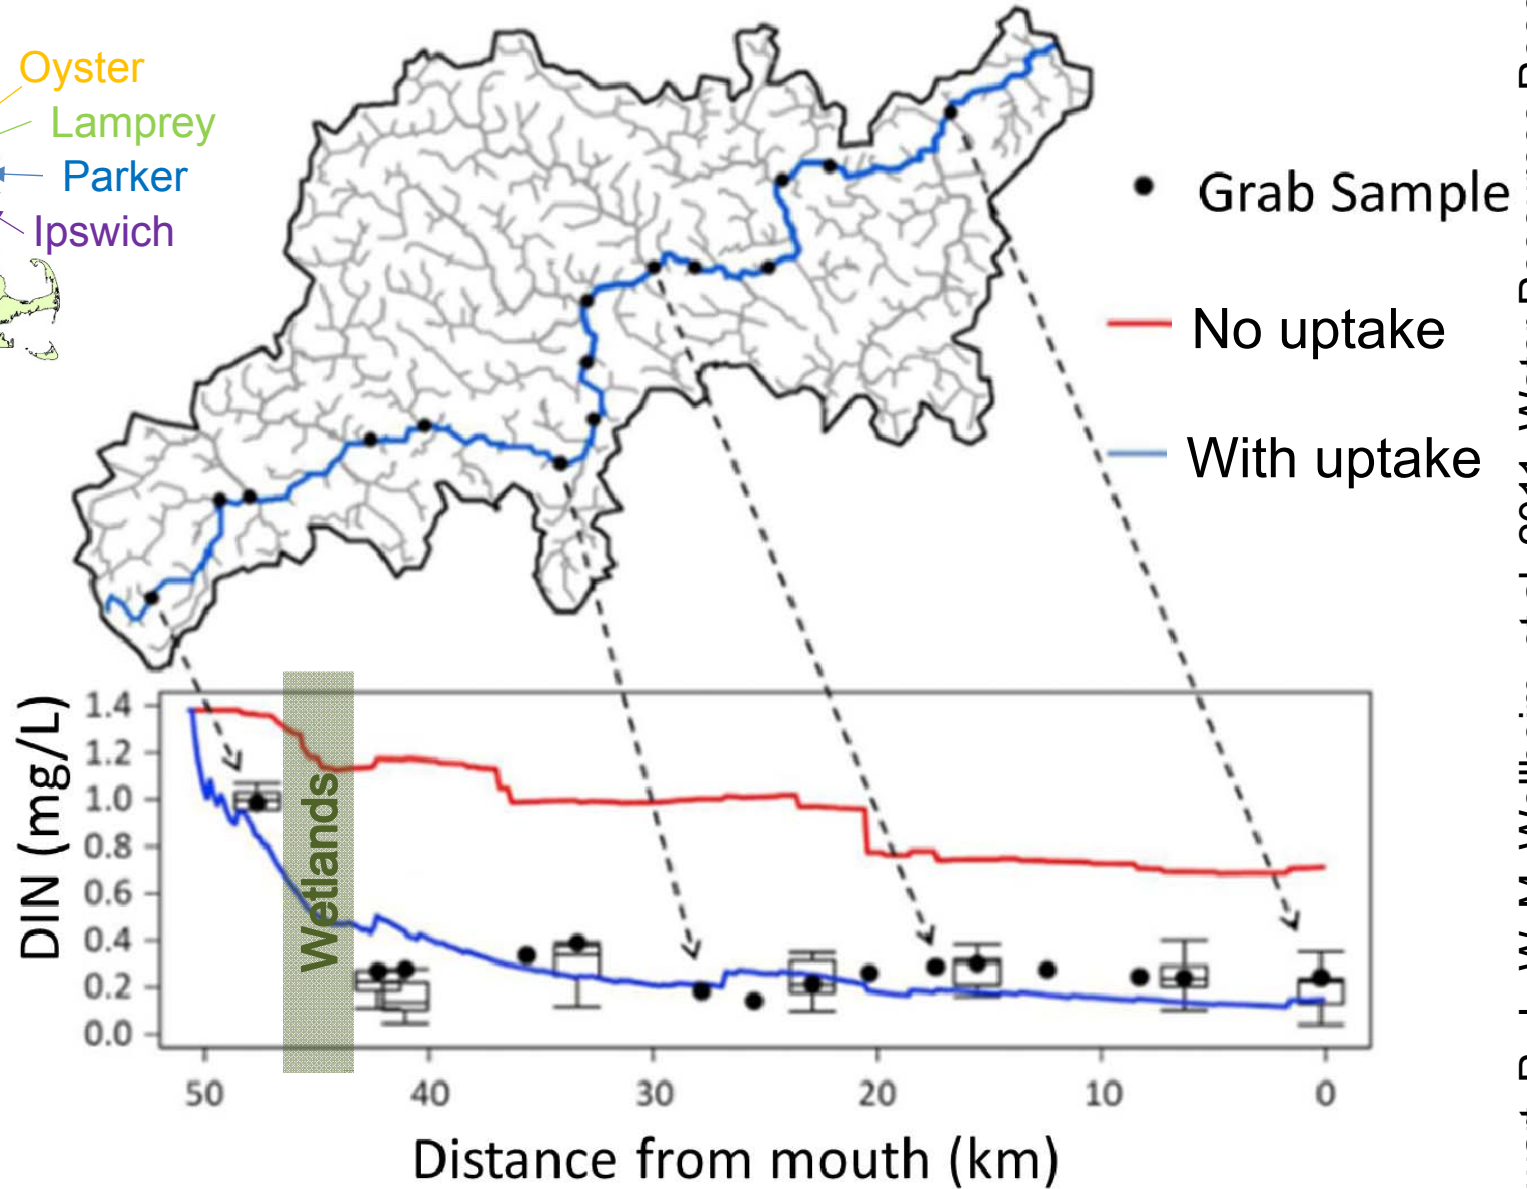 Oyster
Lamprey
Parker
Ipswich
Grab Sample
No uptake
With uptake
DIN (mg/L)
1.4
1.2
1.0
0.8
0.6
0.4
0.2
0.0
Wetlands
50 40 30 20 10 0
Distance from mouth (km)